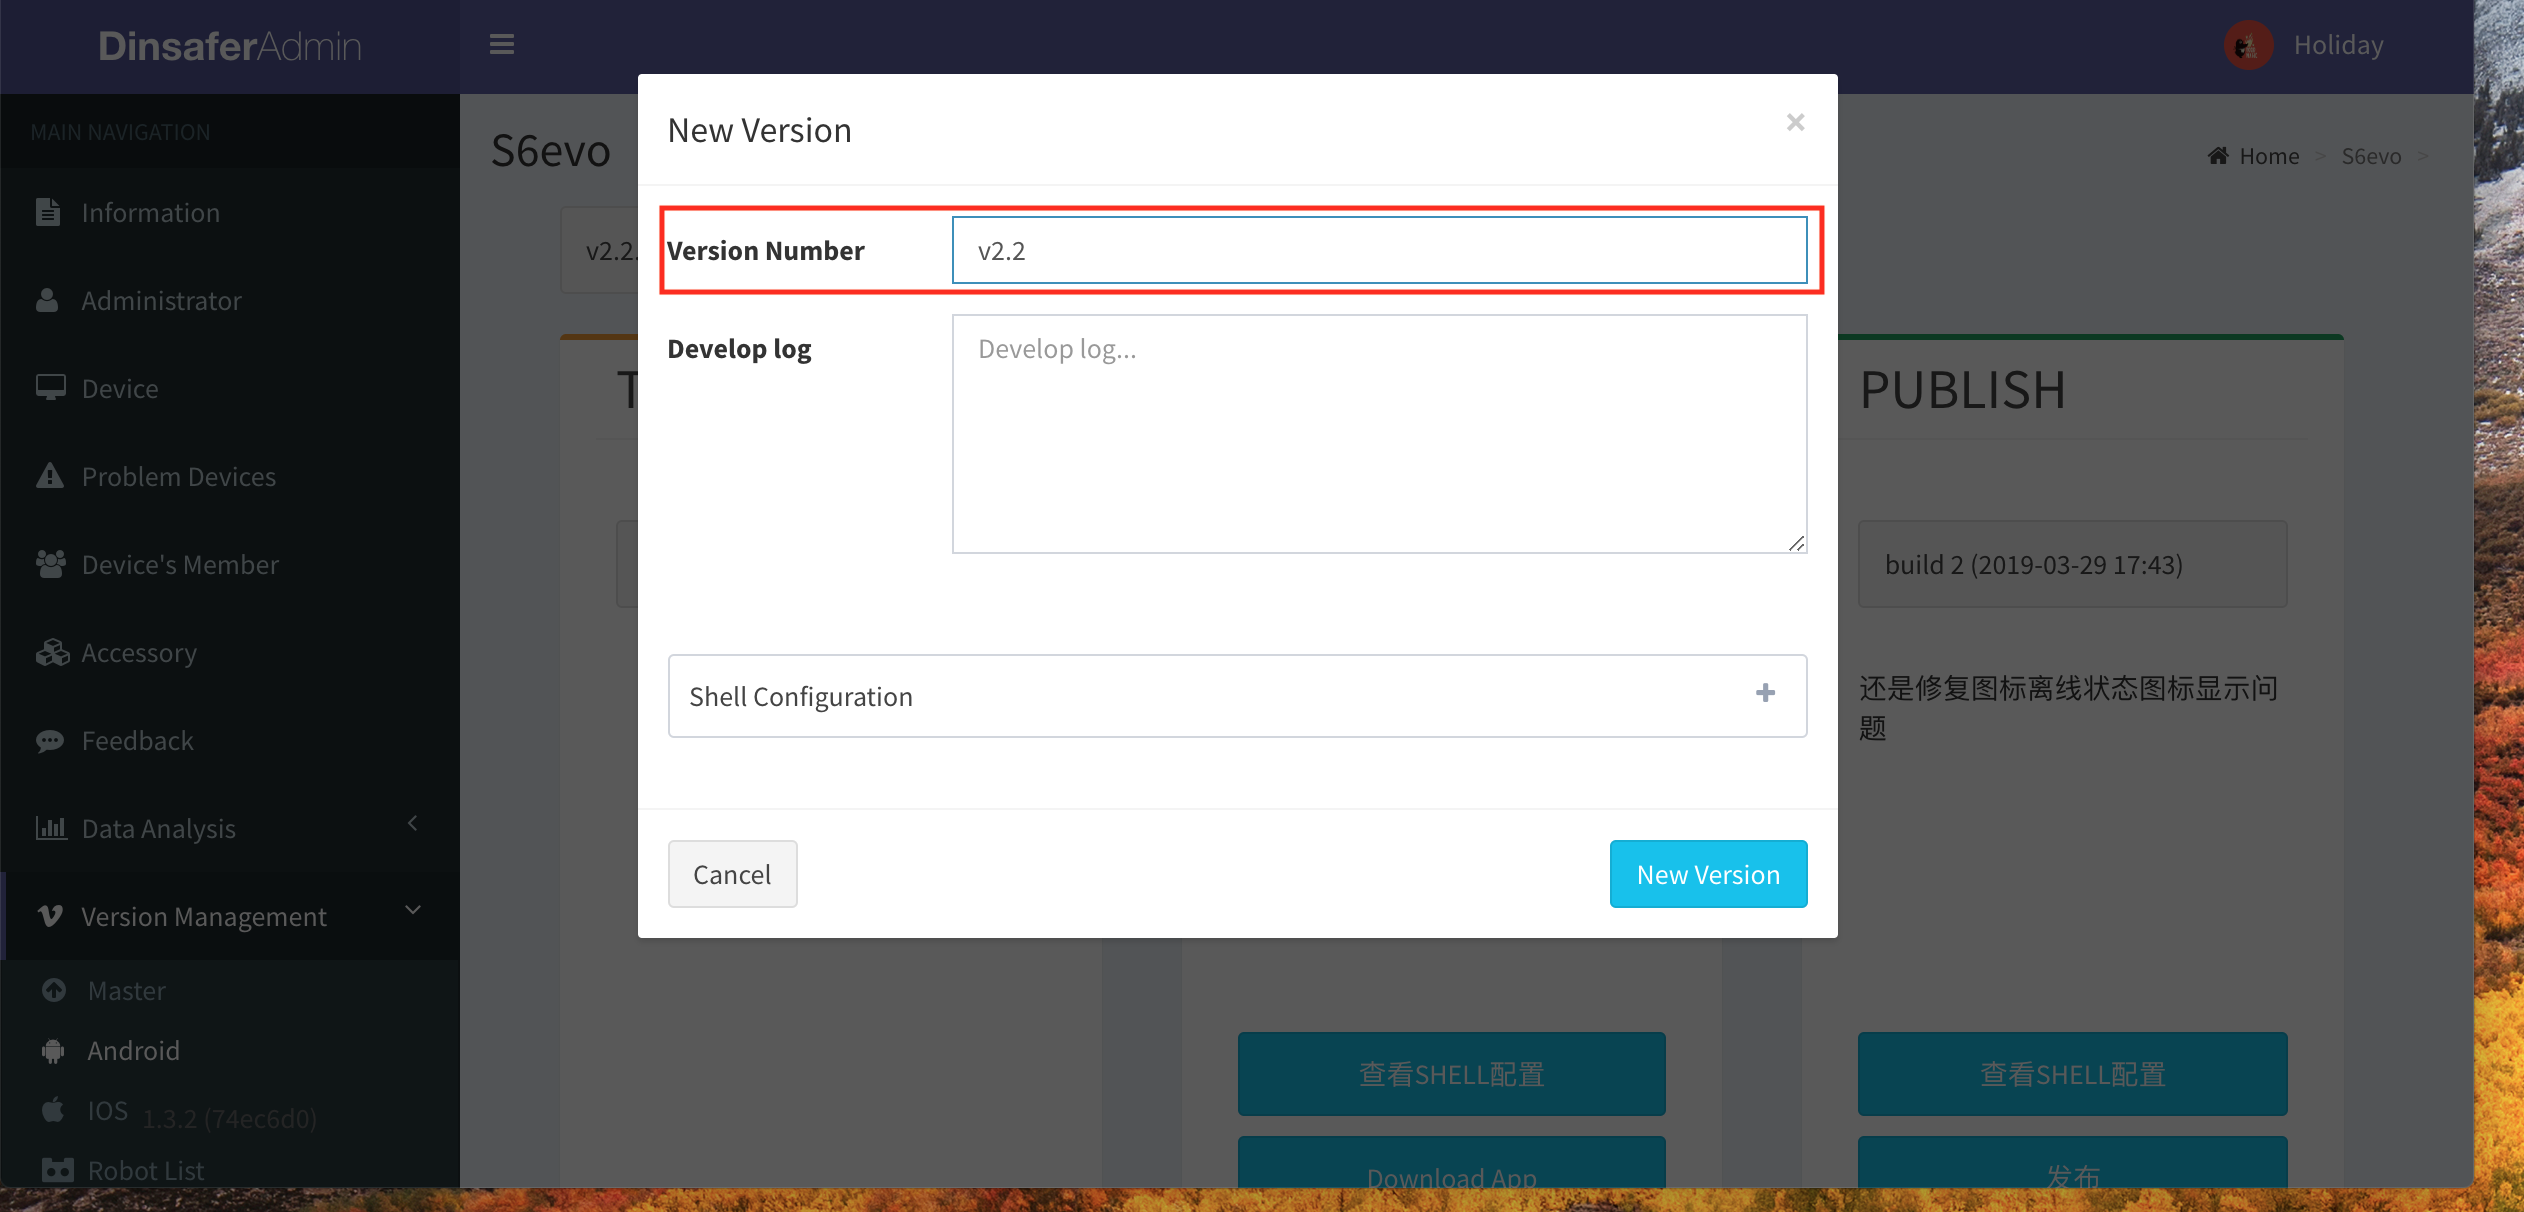 DinsaferAdmin
Holiday
MAIN NAVIGATION
Information
Administrator
Device
Problem Devices
Device's Member
Accessory
Feedback
Data Analysis
Version Management
Master
Android
IOS
1.3.2 (74ec6d0)
Robot List
S6evo
Home > S6evo >
v2.2.
New Version
×
Version Number
v2.2
Develop log
Develop log...
Shell Configuration
Cancel
New Version
T
查看SHELL配置
Download App
PUBLISH
build 2 (2019-03-29 17:43)
还是修复图标离线状态图标显示问
题
查看SHELL配置
发布